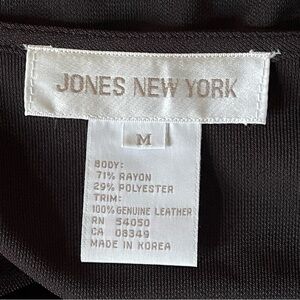 JONES NEW YORK
M
BODY:
71% RAYON
29% POLYESTER
TRIM:
100% GENUINE LEATHER
RN 54050
CA 08349
MADE IN KOREA